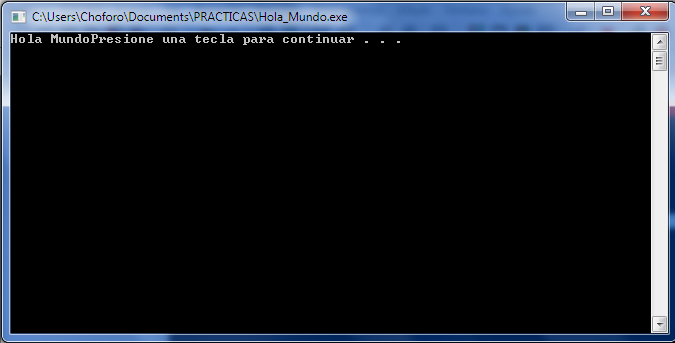 C:\Users\Choforo\Documents\PRACTICAS\Hola_Mundo.exe
Hola MundoPresione una tecla para continuar . . .